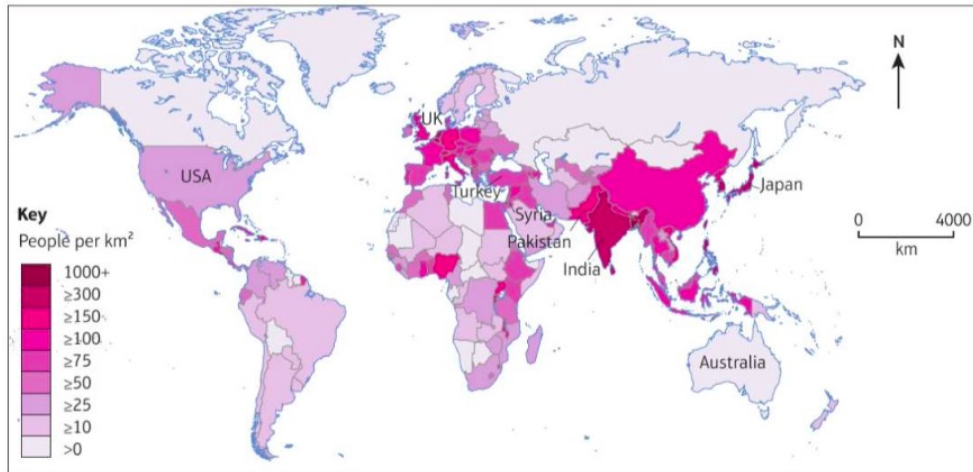 N
UK
USA
Turkey
Japan
Syria
Pakistan
India
Australia
0 4000
km
Key
People per km²
1000+
≥300
≥150
≥100
≥75
≥50
≥25
≥10
>0